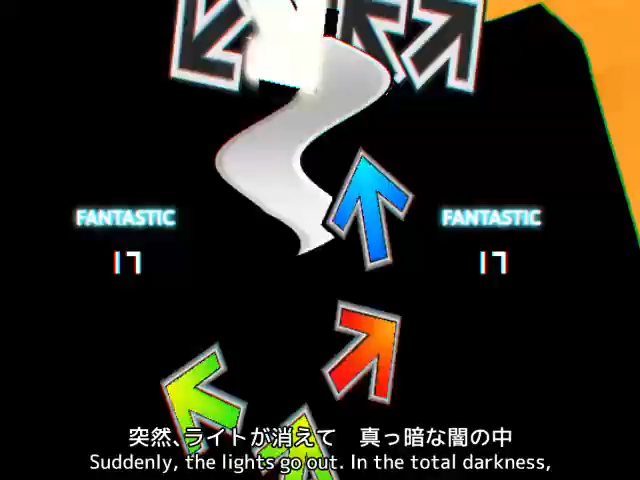 FANTASTIC
17
FANTASTIC
17
突然、ライトが消えて　真っ暗な闇の中
Suddenly, the lights go out. In the total darkness,